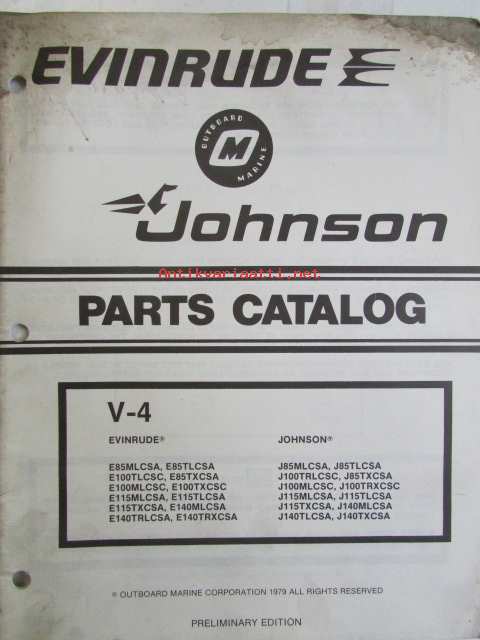 EVINRUDE
OUTBOARD
M
MARINE
Johnson
Antikvariaatti.net
PARTS CATALOG
V-4
EVINRUDE® JOHNSON®
E85MLCSA, E85TLCSA J85MLCSA, J85TLCSA
E100TLCSC, E85TXCSA J100TRLCSC, J85TXCSA
E100MLCSC, E100TXCSC J100MLCSC, J100TRXCSC
E115MLCSA, E115TLCSA J115MLCSA, J115TLCSA
E115TXCSA, E140MLCSA J115TXCSA, J140MLCSA
E140TRLCSA, E140TRXCSA J140TLCSA, J140TXCSA
® OUTBOARD MARINE CORPORATION 1979 ALL RIGHTS RESERVED
PRELIMINARY EDITION